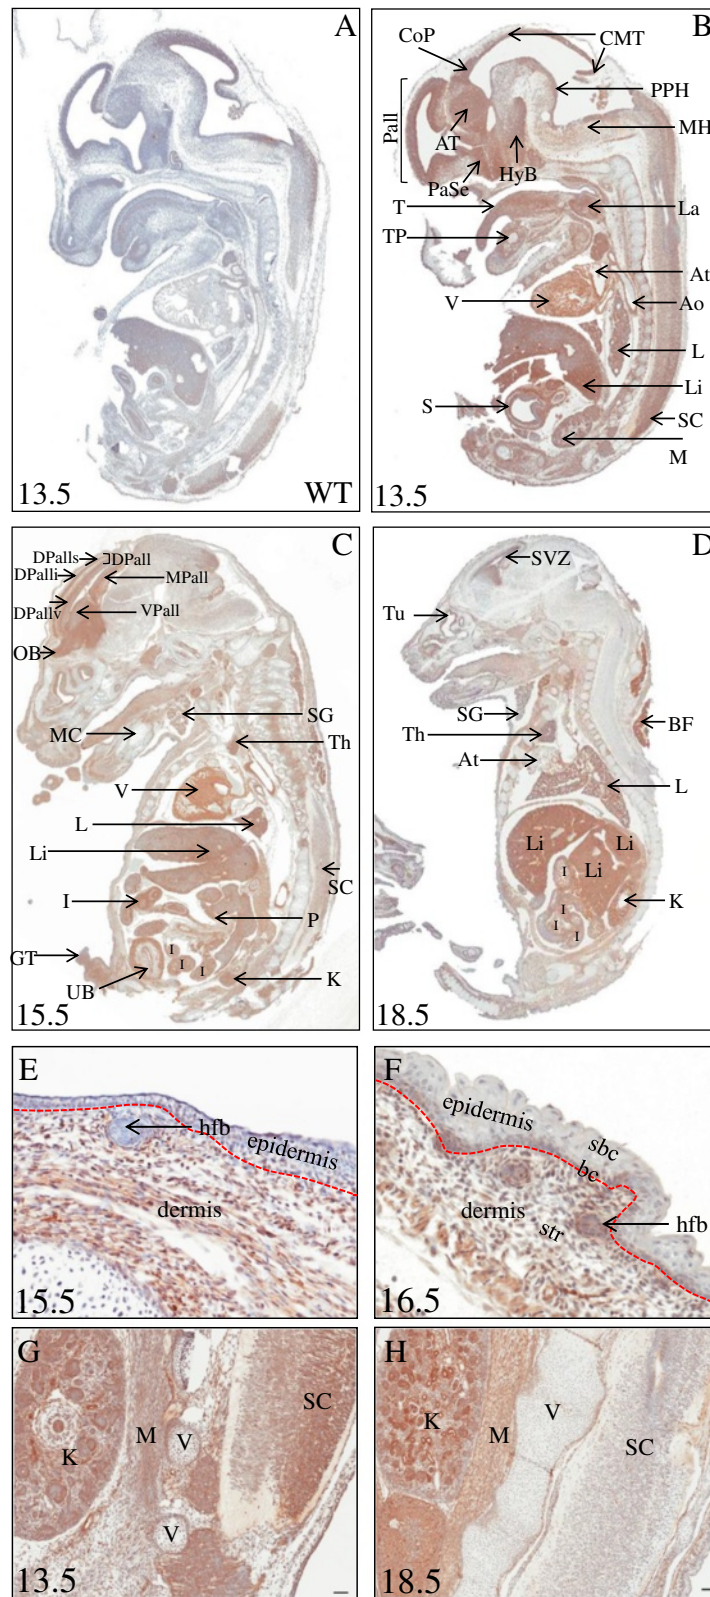 A
13.5
WT
B
CoP
CMT
PPH
Pall
MH
AT
HyB
PaSe
T
La
TP
At
V
Ao
L
Li
S
SC
M
13.5
C
DPalls
DPall
DPalli
MPall
DPallv
VPall
OB
SG
MC
Th
V
L
Li
SC
I
P
I
GT
I
I
UB
K
15.5
D
SVZ
Tu
SG
BF
Th
At
L
Li
Li
I
Li
K
I
I
I
18.5
E
hfb
epidermis
dermis
15.5
F
epidermis
sbc
bc
dermis
str
hfb
16.5
G
SC
M
V
K
V
13.5
H
K
V
M
SC
18.5